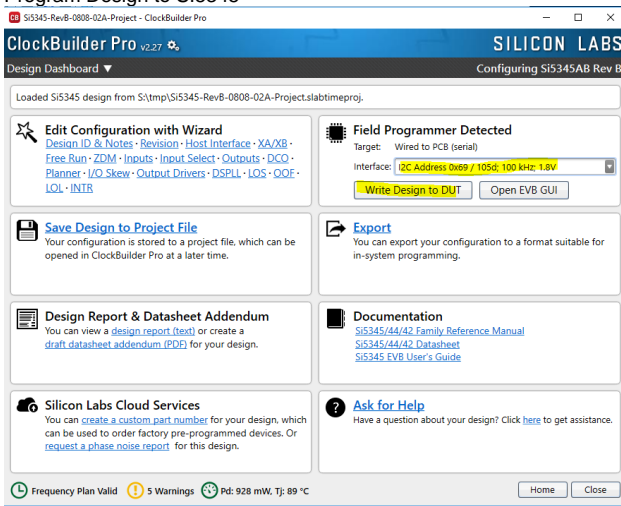 Si5345-RevB-0808-02A-Project - ClockBuilder Pro
ClockBuilder Pro v2.27
SILICON LABS
Design Dashboard ▼
Configuring Si5345AB Rev B
Loaded Si5345 design from S:\tmp\Si5345-RevB-0808-02A-Project.slabtimeproj.
Edit Configuration with Wizard
Design ID & Notes · Revision · Host Interface · XA/XB ·
Free Run · ZDM · Inputs · Input Select · Outputs · DCO ·
Planner · I/O Skew · Output Drivers · DSPLL · LOS · OOF ·
LOL · INTR
Field Programmer Detected
Target: Wired to PCB (serial)
Interface: I2C Address 0x69 / 105d; 100 kHz; 1.8V
Write Design to DUT
Open EVB GUI
Save Design to Project File
Your configuration is stored to a project file, which can be
opened in ClockBuilder Pro at a later time.
Export
You can export your configuration to a format suitable for
in-system programming.
Design Report & Datasheet Addendum
You can view a design report (text) or create a
draft datasheet addendum (PDF) for your design.
Documentation
Si5345/44/42 Family Reference Manual
Si5345/44/42 Datasheet
Si5345 EVB User's Guide
Silicon Labs Cloud Services
You can create a custom part number for your design, which
can be used to order factory pre-programmed devices. Or
request a phase noise report for this design.
Ask for Help
Have a question about your design? Click here to get assistance.
Frequency Plan Valid
5 Warnings
Pd: 928 mW, Tj: 89 °C
Home
Close